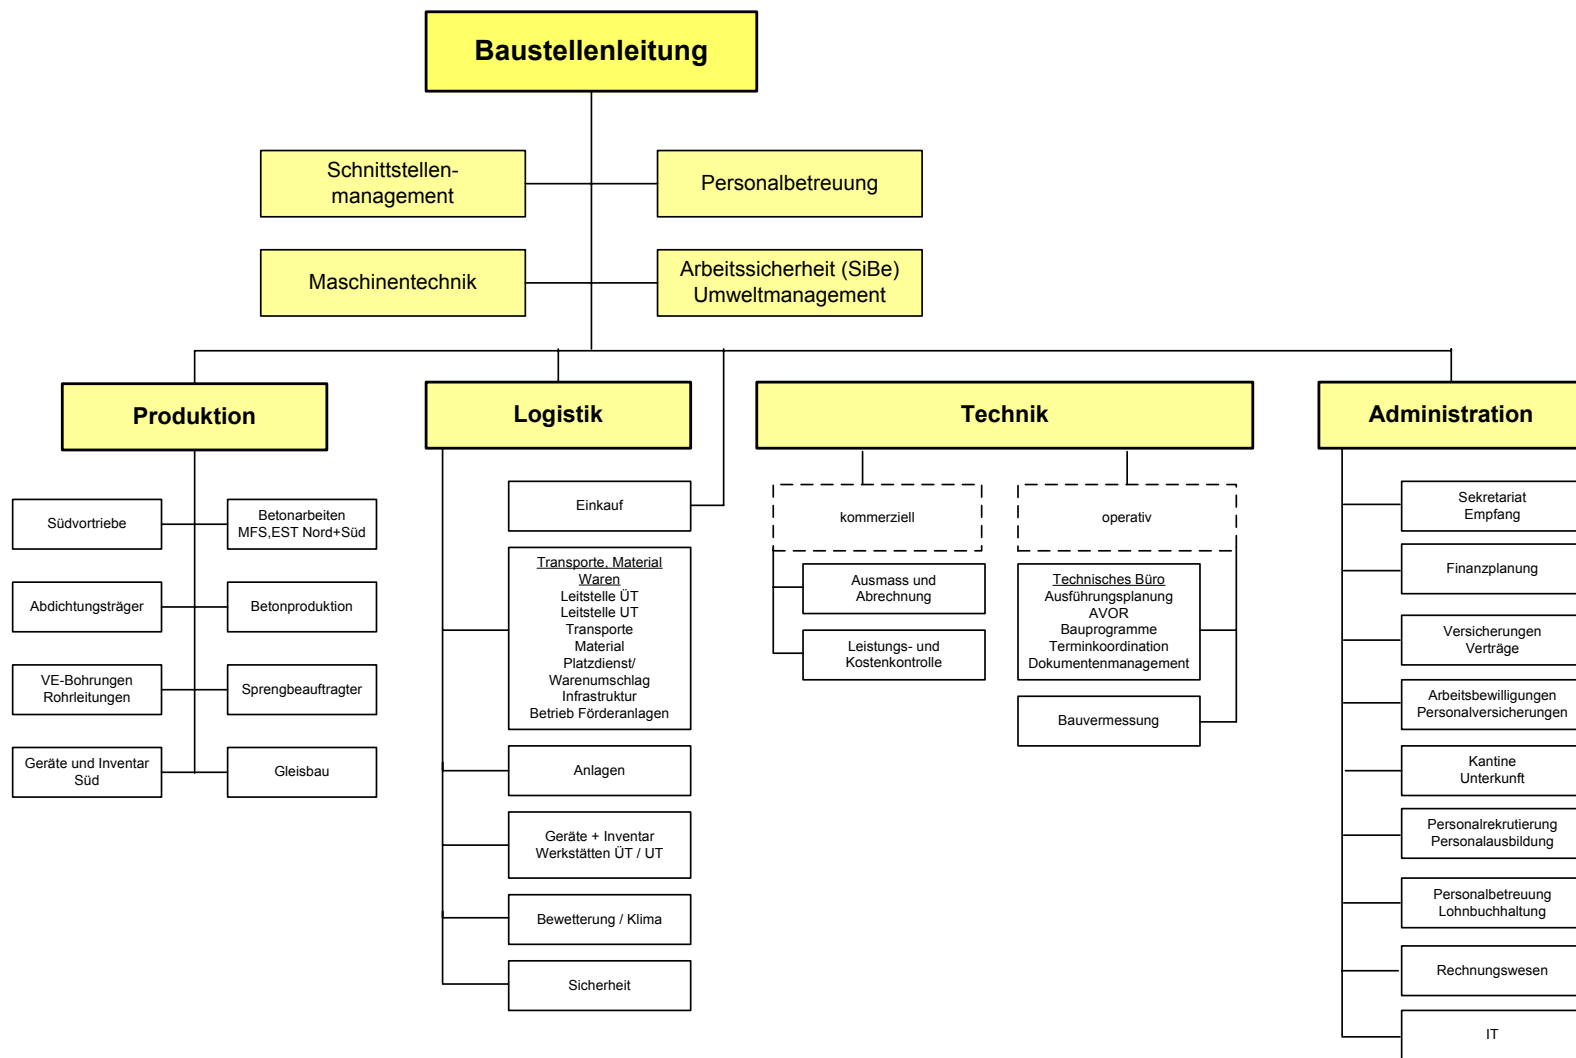 Baustellenleitung
Schnittstellen-
management
Personalbetreuung
Maschinentechnik
Arbeitssicherheit (SiBe)
Umweltmanagement
Produktion
Südvortriebe
Betonarbeiten
MFS,EST Nord+Süd
Abdichtungsträger
Betonproduktion
VE-Bohrungen
Rohrleitungen
Sprengbeauftragter
Geräte und Inventar
Süd
Gleisbau
Logistik
Einkauf
Transporte, Material
Waren
Leitstelle ÜT
Leitstelle UT
Transporte
Material
Platzdienst/
Warenumschlag
Infrastruktur
Betrieb Förderanlagen
Anlagen
Geräte + Inventar
Werkstätten ÜT / UT
Bewetterung / Klima
Sicherheit
Technik
kommerziell
Ausmass und
Abrechnung
Leistungs- und
Kostenkontrolle
operativ
Technisches Büro
Ausführungsplanung
AVOR
Bauprogramme
Terminkoordination
Dokumentenmanagement
Bauvermessung
Administration
Sekretariat
Empfang
Finanzplanung
Versicherungen
Verträge
Arbeitsbewilligungen
Personalversicherungen
Kantine
Unterkunft
Personalrekrutierung
Personalausbildung
Personalbetreuung
Lohnbuchhaltung
Rechnungswesen
IT